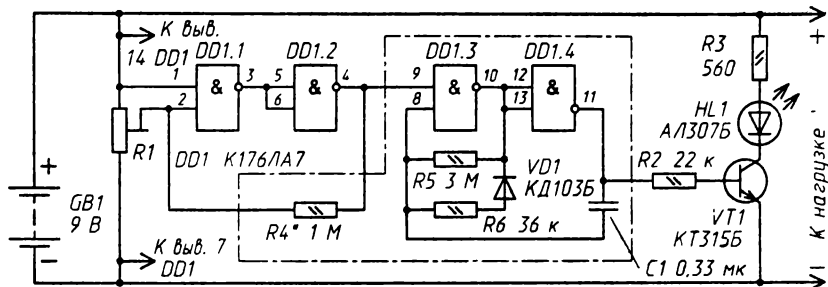 К выв.
14 DD1
DD1.1
DD1.2
DD1.3
DD1.4
+
R3
560
1
2
&
3
5
6
&
4
9
8
&
10
12
13
&
11
HL1
АЛ307Б
R1
DD1 К176ЛА7
R5 3 М
VD1
КД103Б
R2 22 к
К нагрузке
+
GB1
9 В
−
R4* 1 М
R6 36 к
VT1
КТ315Б
К выв. 7
DD1
C1 0,33 мк
−